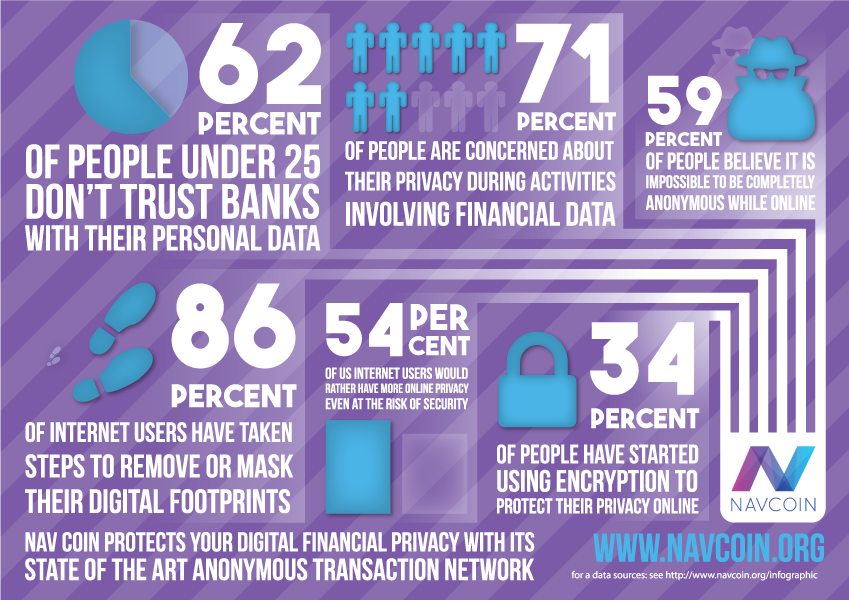 62
PERCENT
OF PEOPLE UNDER 25
DON'T TRUST BANKS
WITH THEIR PERSONAL DATA
71
PERCENT
OF PEOPLE ARE CONCERNED ABOUT
THEIR PRIVACY DURING ACTIVITIES
INVOLVING FINANCIAL DATA
59
PERCENT
OF PEOPLE BELIEVE IT IS
IMPOSSIBLE TO BE COMPLETELY
ANONYMOUS WHILE ONLINE
86
PERCENT
OF INTERNET USERS HAVE TAKEN
STEPS TO REMOVE OR MASK
THEIR DIGITAL FOOTPRINTS
54 PER
CENT
OF US INTERNET USERS WOULD
RATHER HAVE MORE ONLINE PRIVACY
EVEN AT THE RISK OF SECURITY
34
PERCENT
OF PEOPLE HAVE STARTED
USING ENCRYPTION TO
PROTECT THEIR PRIVACY ONLINE
NAVCOIN
NAV COIN PROTECTS YOUR DIGITAL FINANCIAL PRIVACY WITH ITS
STATE OF THE ART ANONYMOUS TRANSACTION NETWORK
WWW.NAVCOIN.ORG
for a data sources: see http://www.navcoin.org/infographic